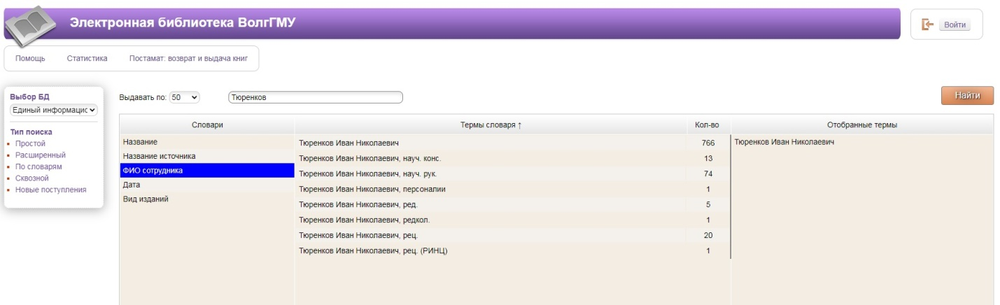 Электронная библиотека ВолгГМУ
Войти
Помощь Статистика Постамат: возврат и выдача книг
Выбор БД
Единый информацис
Тип поиска
Простой
Расширенный
По словарям
Сквозной
Новые поступления
Выдавать по: 50 Тюренков Найти
Словари Термы словаря ↑ Кол-во Отобранные термы
Название
Название источника
ФИО сотрудника
Дата
Вид изданий
Тюренков Иван Николаевич 766
Тюренков Иван Николаевич, науч. конс. 13
Тюренков Иван Николаевич, науч. рук. 74
Тюренков Иван Николаевич, персоналии 1
Тюренков Иван Николаевич, ред. 5
Тюренков Иван Николаевич, редкол. 1
Тюренков Иван Николаевич, рец. 20
Тюренков Иван Николаевич, рец. (РИНЦ) 1
Тюренков Иван Николаевич